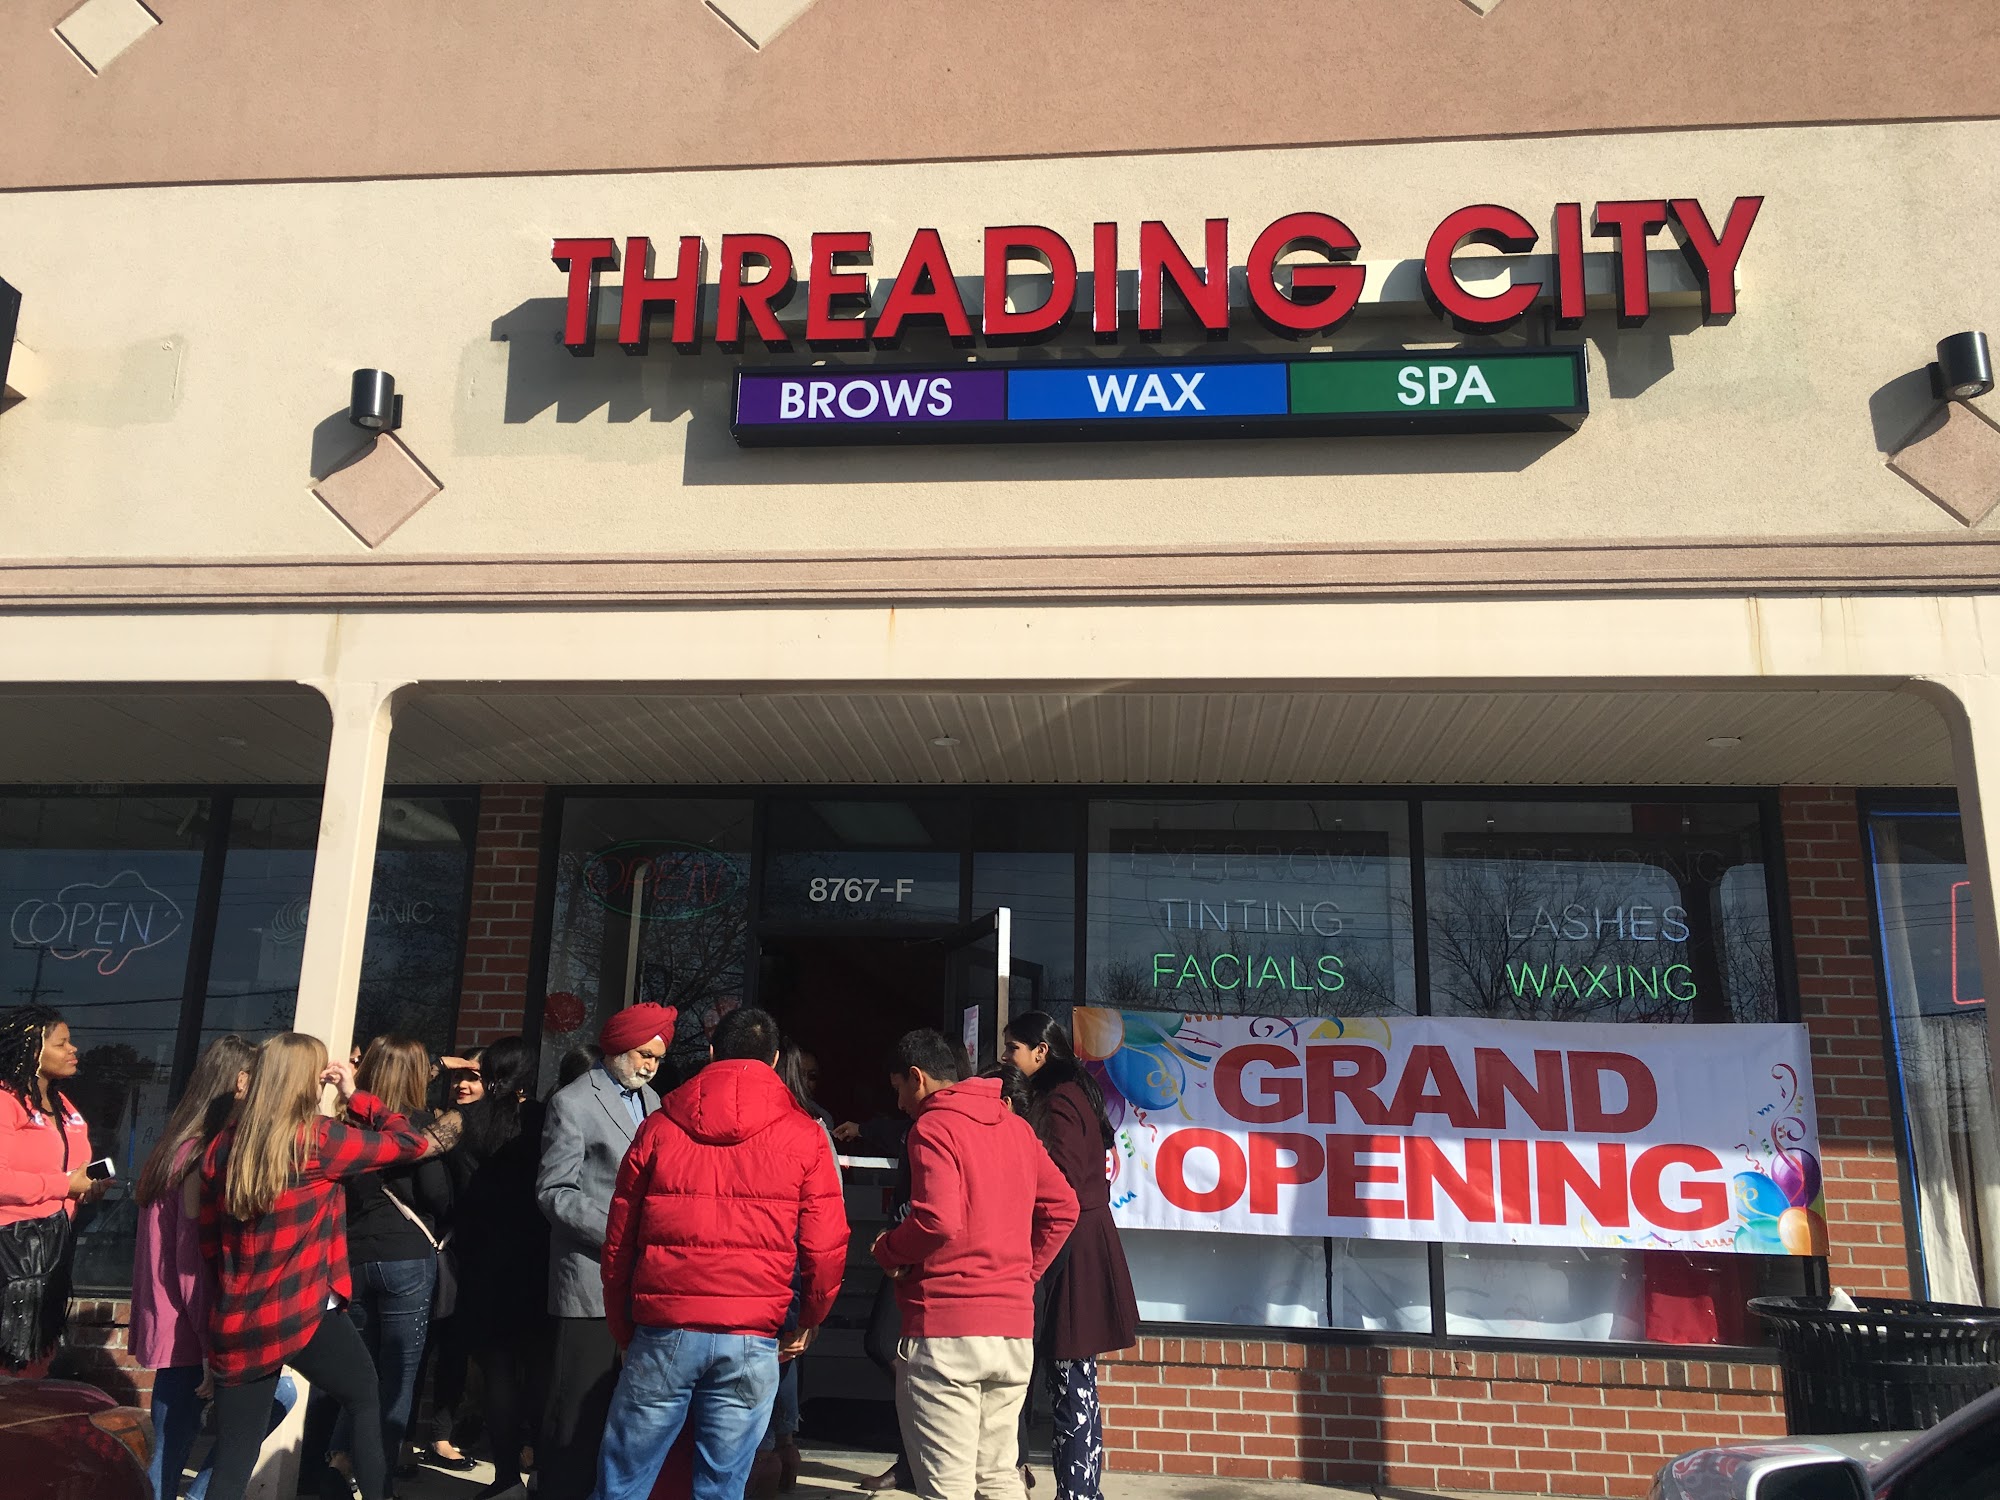 THREADING CITY
BROWS WAX SPA
OPEN
OPEN
8767-F
EYEBROW THREADING
TINTING LASHES
FACIALS WAXING
GRAND
OPENING